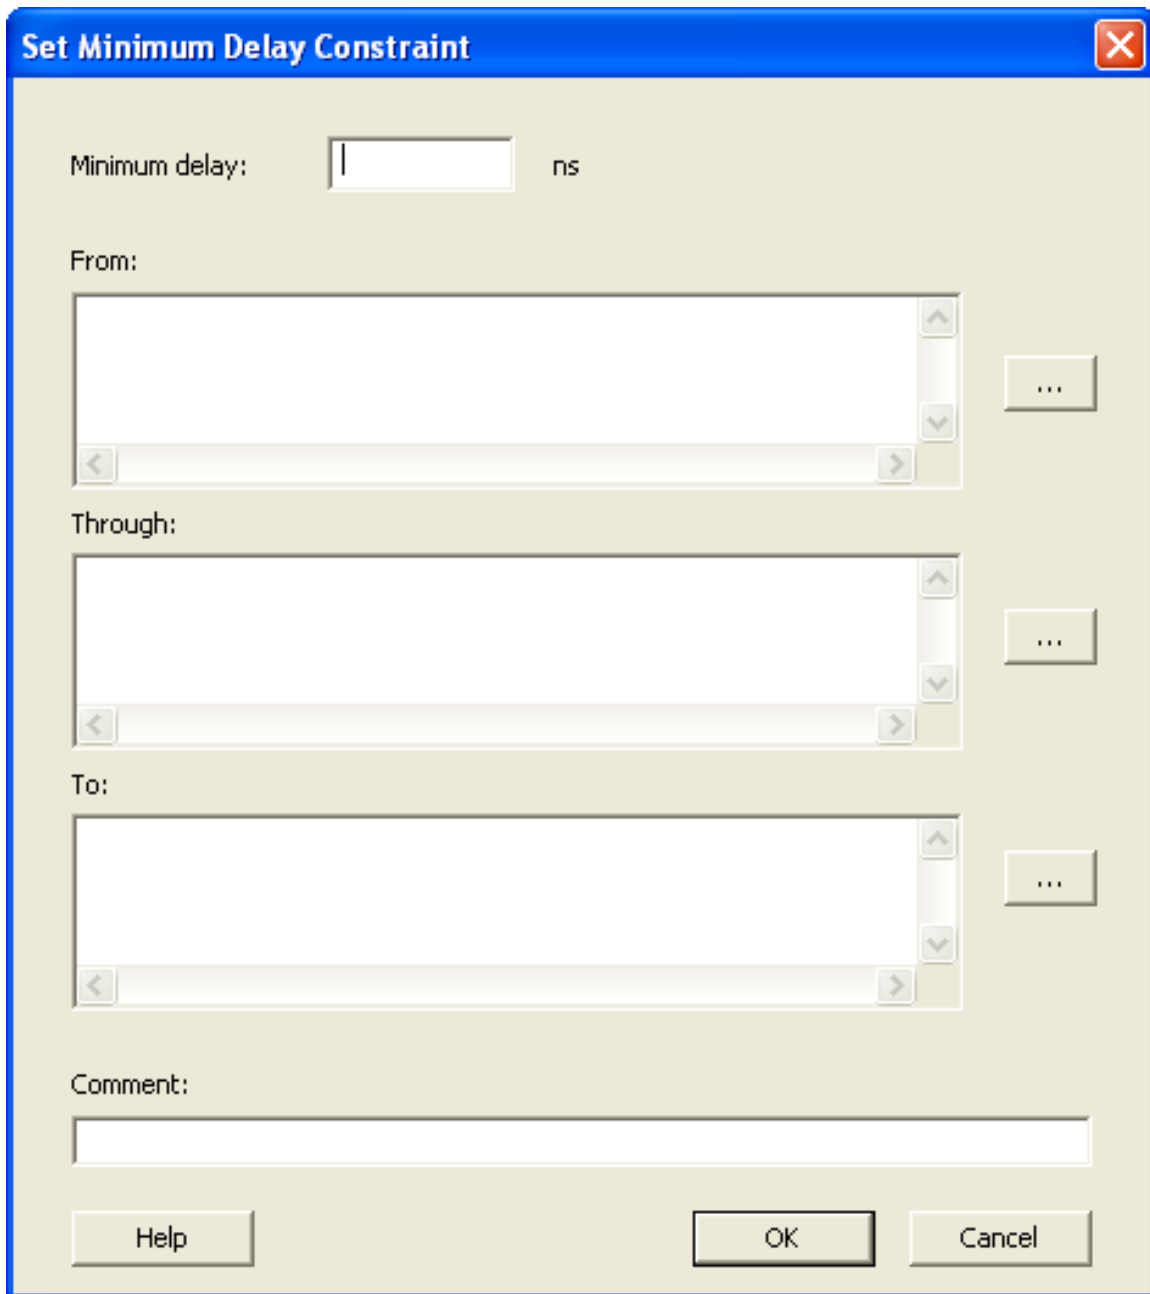 Set Minimum Delay Constraint
Minimum delay: ns
From:
...
Through:
...
To:
...
Comment:
Help OK Cancel